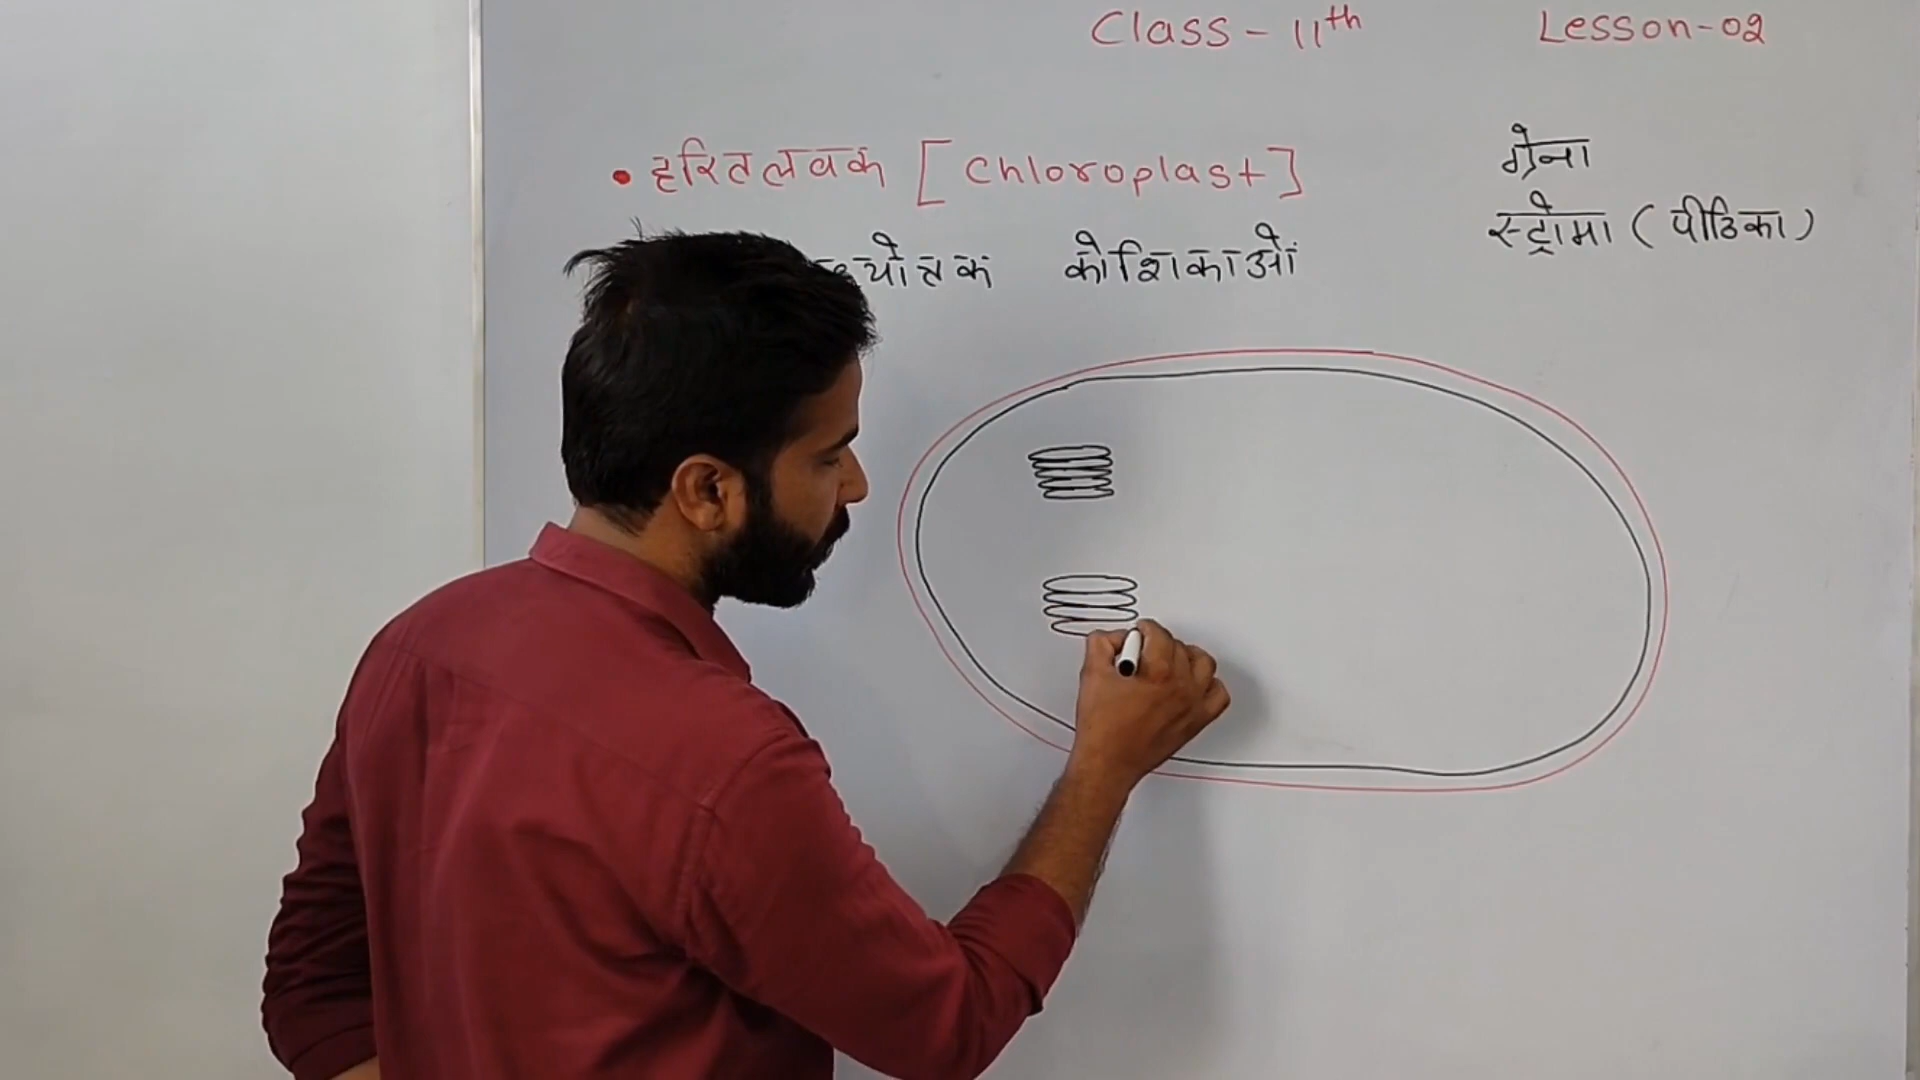 Class - 11th Lesson-02
• हरितलवक [Chloroplast]
ग्रेना
स्ट्रोमा (पीठिका)
कोशिकाओं